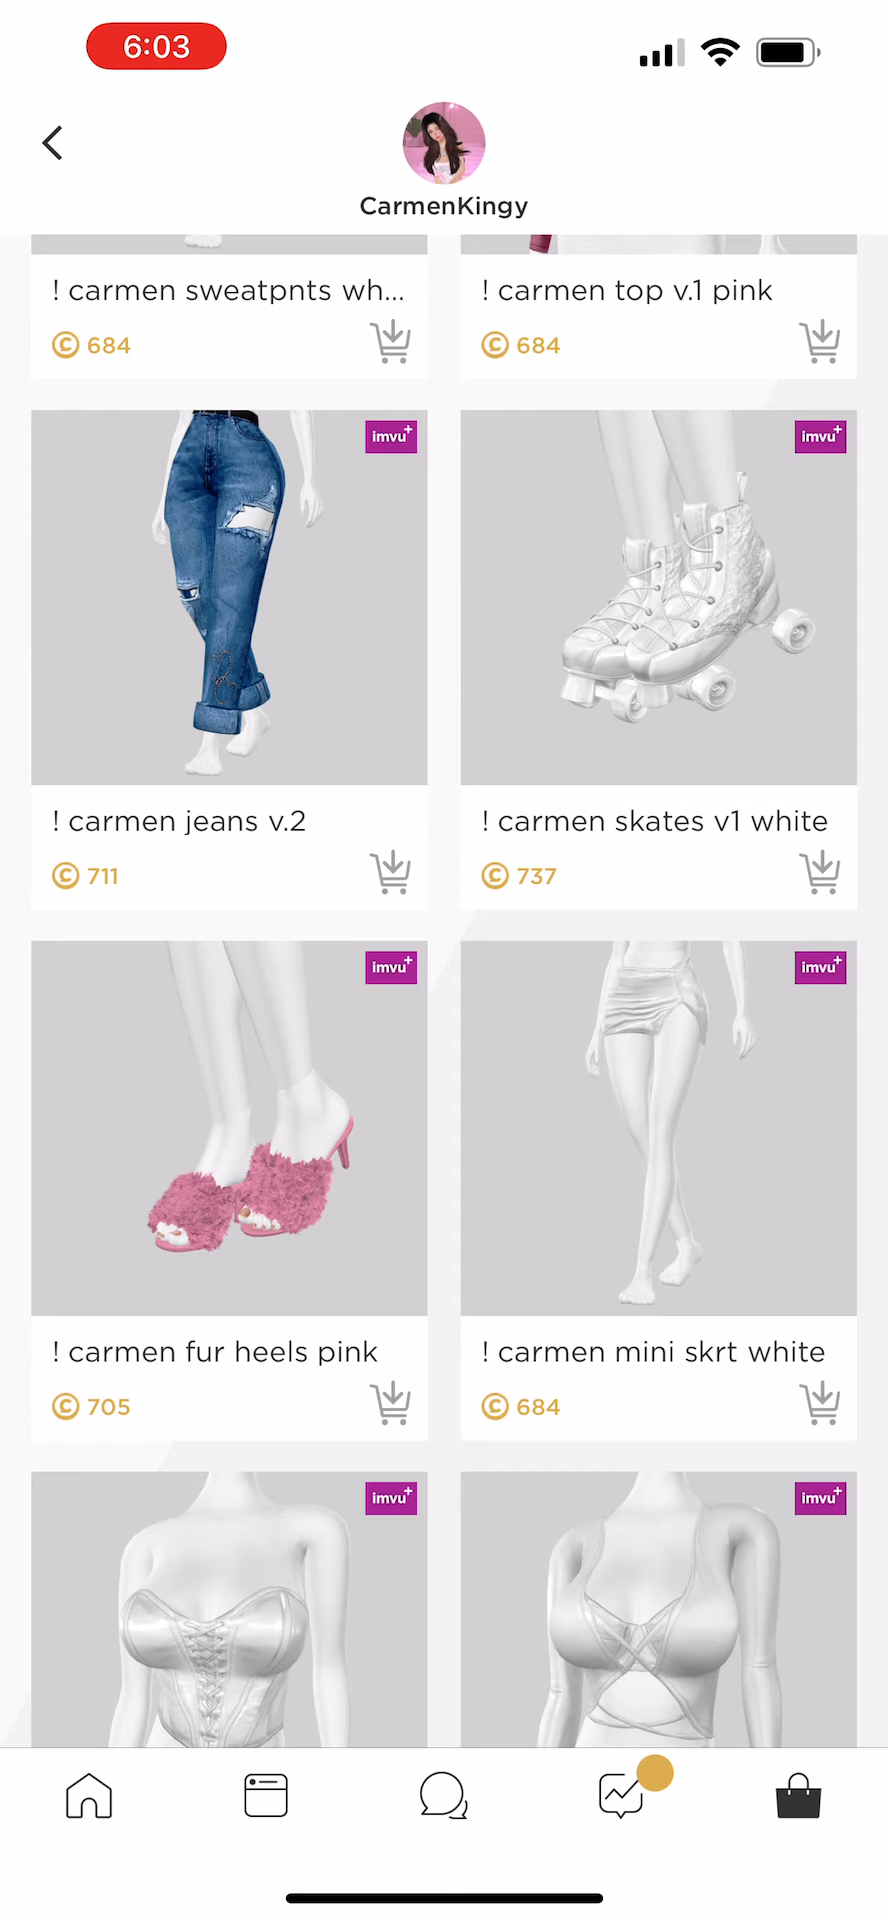 6:03
CarmenKingy
! carmen sweatpnts wh...
! carmen top v.1 pink
© 684
© 684
imvu+
imvu+
! carmen jeans v.2
! carmen skates v1 white
© 711
© 737
imvu+
imvu+
! carmen fur heels pink
! carmen mini skrt white
© 705
© 684
imvu+
imvu+